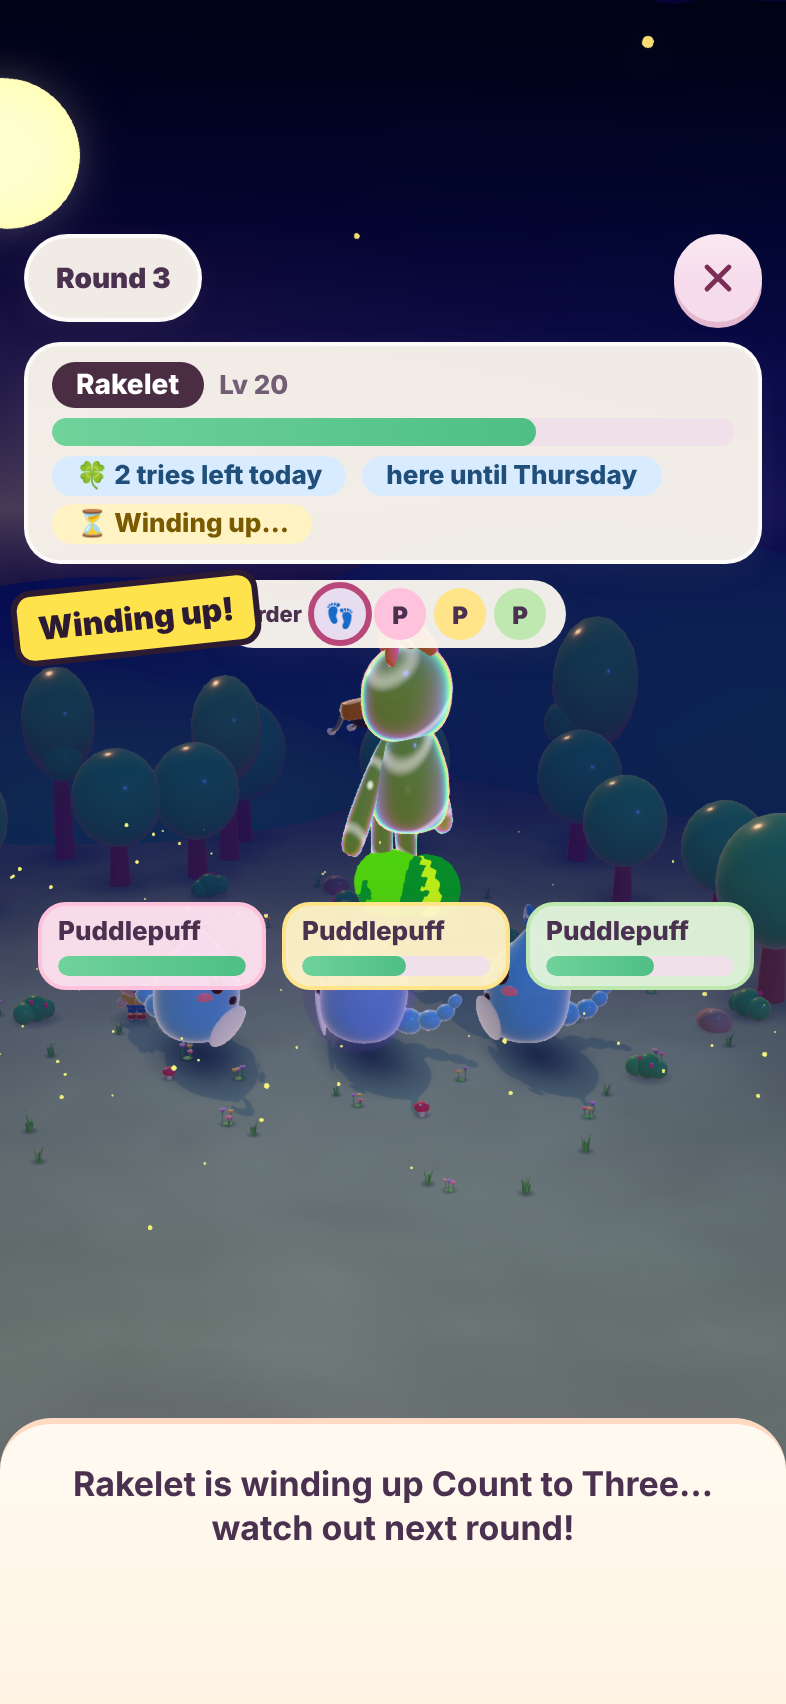 Round 3
Rakelet Lv 20
🍀 2 tries left today here until Thursday
⏳ Winding up...
Winding up!
rder 👣 P P P
Puddlepuff Puddlepuff Puddlepuff
Rakelet is winding up Count to Three...
watch out next round!